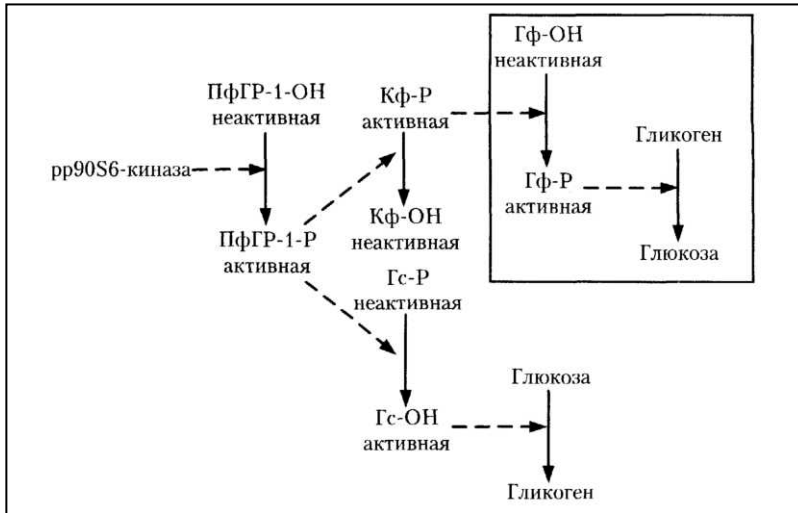 ПфГР-1-ОН
неактивная
рр90S6-киназа
ПфГР-1-Р
активная
Кф-Р
активная
Кф-ОН
неактивная
Гс-Р
неактивная
Гс-ОН
активная
Гф-ОН
неактивная
Гф-Р
активная
Гликоген
Глюкоза
Глюкоза
Гликоген